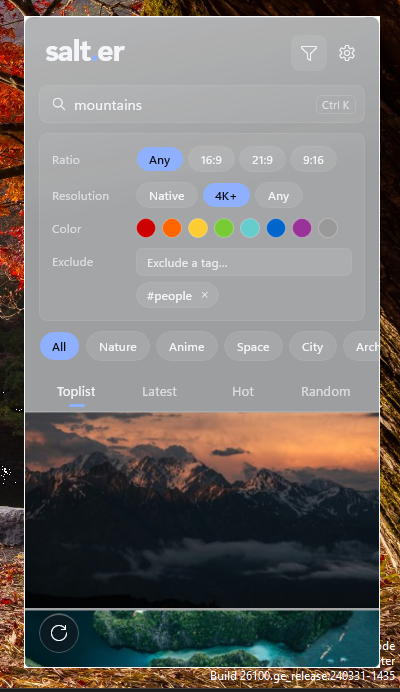 salt.er
mountains Ctrl K
Ratio Any 16:9 21:9 9:16
Resolution Native 4K+ Any
Color
Exclude Exclude a tag...
#people ×
All Nature Anime Space City Arch
Toplist Latest Hot Random
ode
ter
Build 26100.ge_release.240331-1435